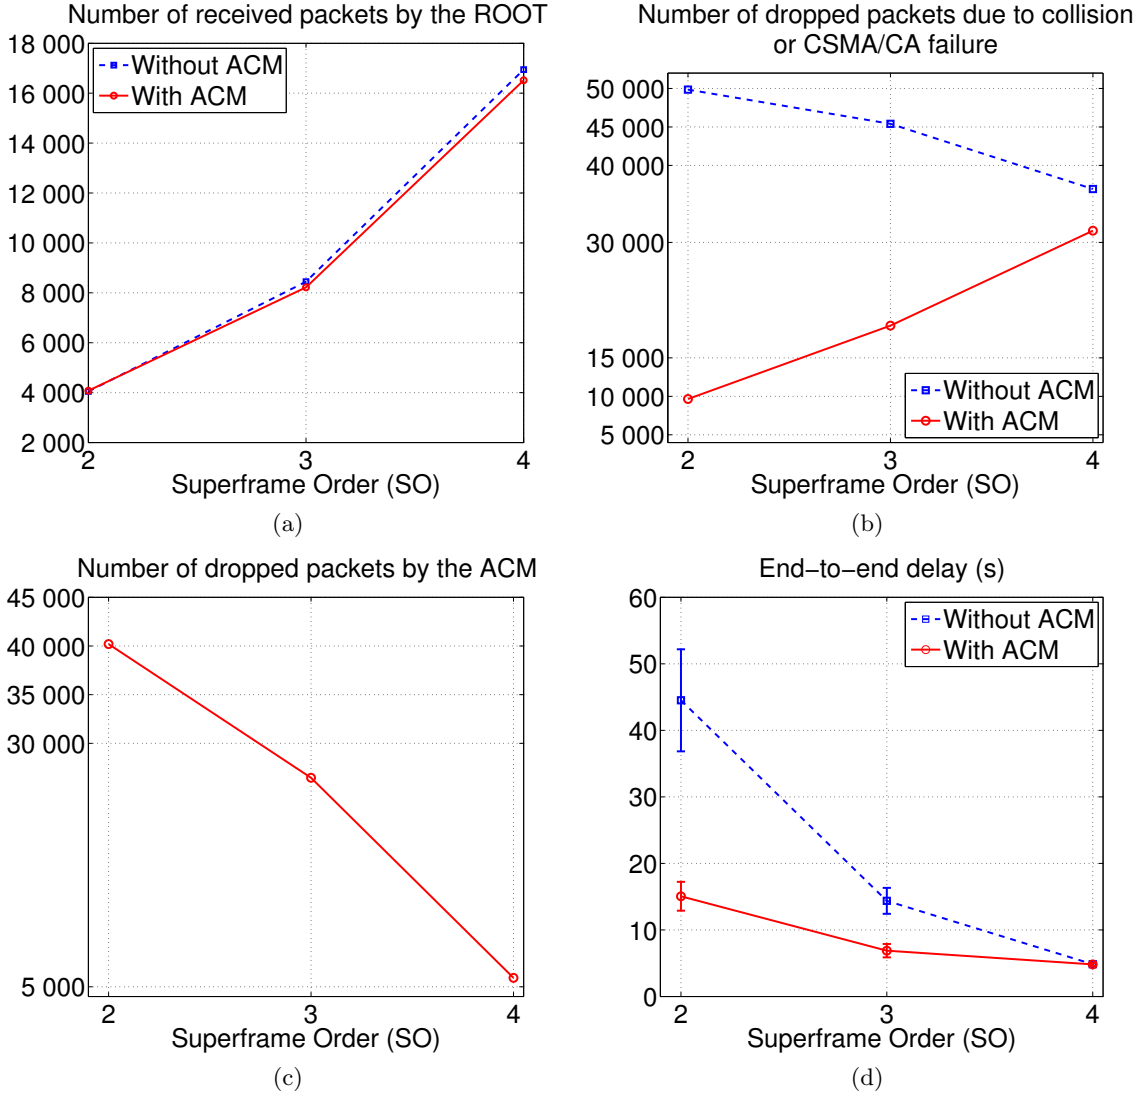 Number of received packets by the ROOT
18 000
16 000
14 000
12 000
10 000
8 000
6 000
4 000
2 000
Without ACM
With ACM
2 3 4
Superframe Order (SO)
(a)
Number of dropped packets due to collision
or CSMA/CA failure
50 000
45 000
40 000
30 000
15 000
10 000
5 000
Without ACM
With ACM
2 3 4
Superframe Order (SO)
(b)
Number of dropped packets by the ACM
45 000
40 000
35 000
30 000
5 000
2 3 4
Superframe Order (SO)
(c)
End−to−end delay (s)
60
50
40
30
20
10
0
Without ACM
With ACM
2 3 4
Superframe Order (SO)
(d)